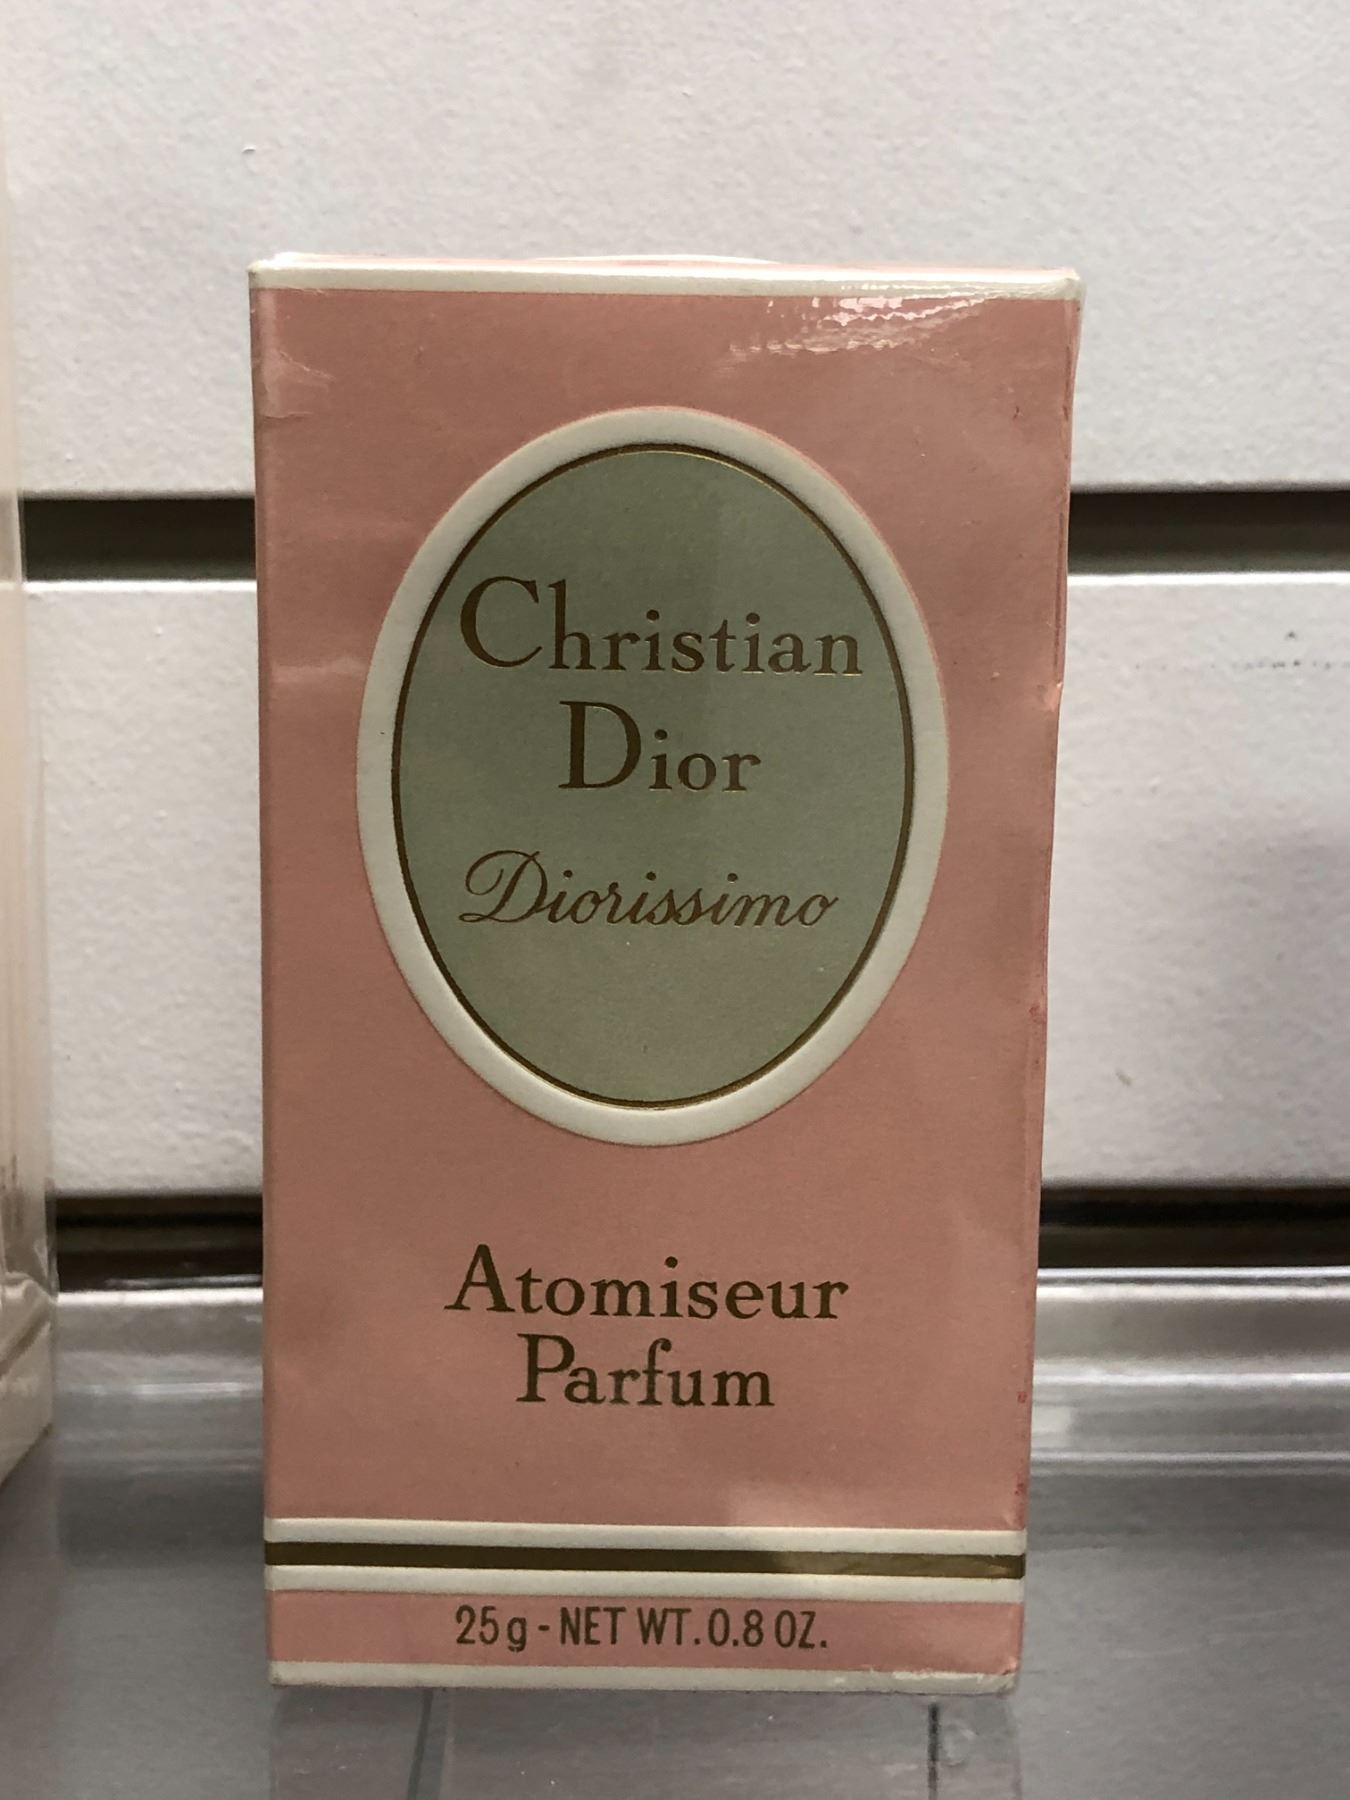 Christian
Dior
Diorissimo
Atomiseur
Parfum
25g - NET WT. 0.8 OZ.